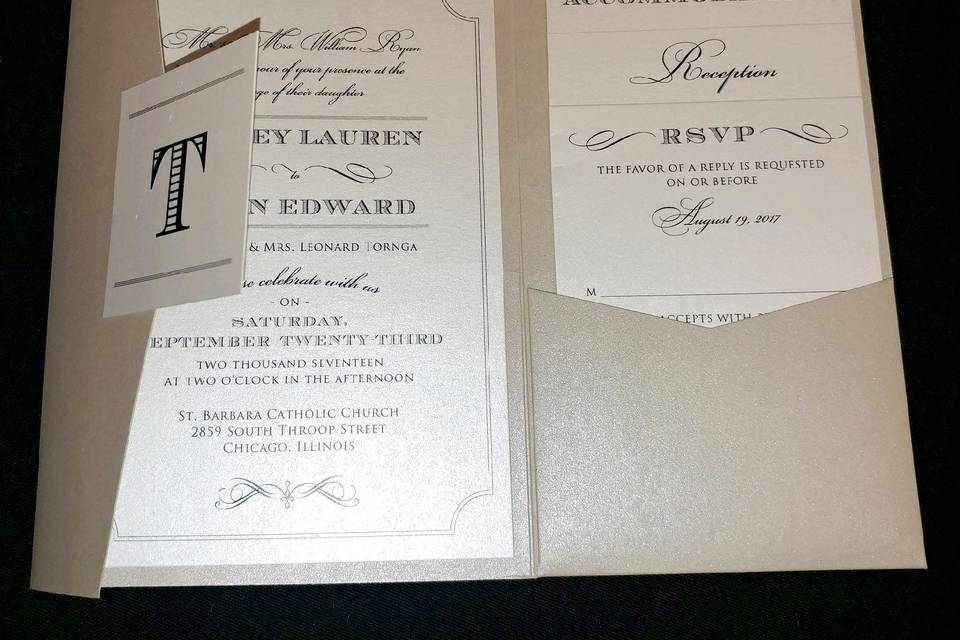 Mrs. William Ryan
our of your presence at the
ge of their daughter
EY LAUREN
to
N EDWARD
& MRS. LEONARD TORNGA
se celebrate with us
- ON -
SATURDAY,
EPTEMBER TWENTY-THIRD
TWO THOUSAND SEVENTEEN
AT TWO O'CLOCK IN THE AFTERNOON
ST. BARBARA CATHOLIC CHURCH
2859 SOUTH THROOP STREET
CHICAGO, ILLINOIS
T
Reception
RSVP
THE FAVOR OF A REPLY IS REQUESTED
ON OR BEFORE
August 19, 2017
M
ACCEPTS WITH